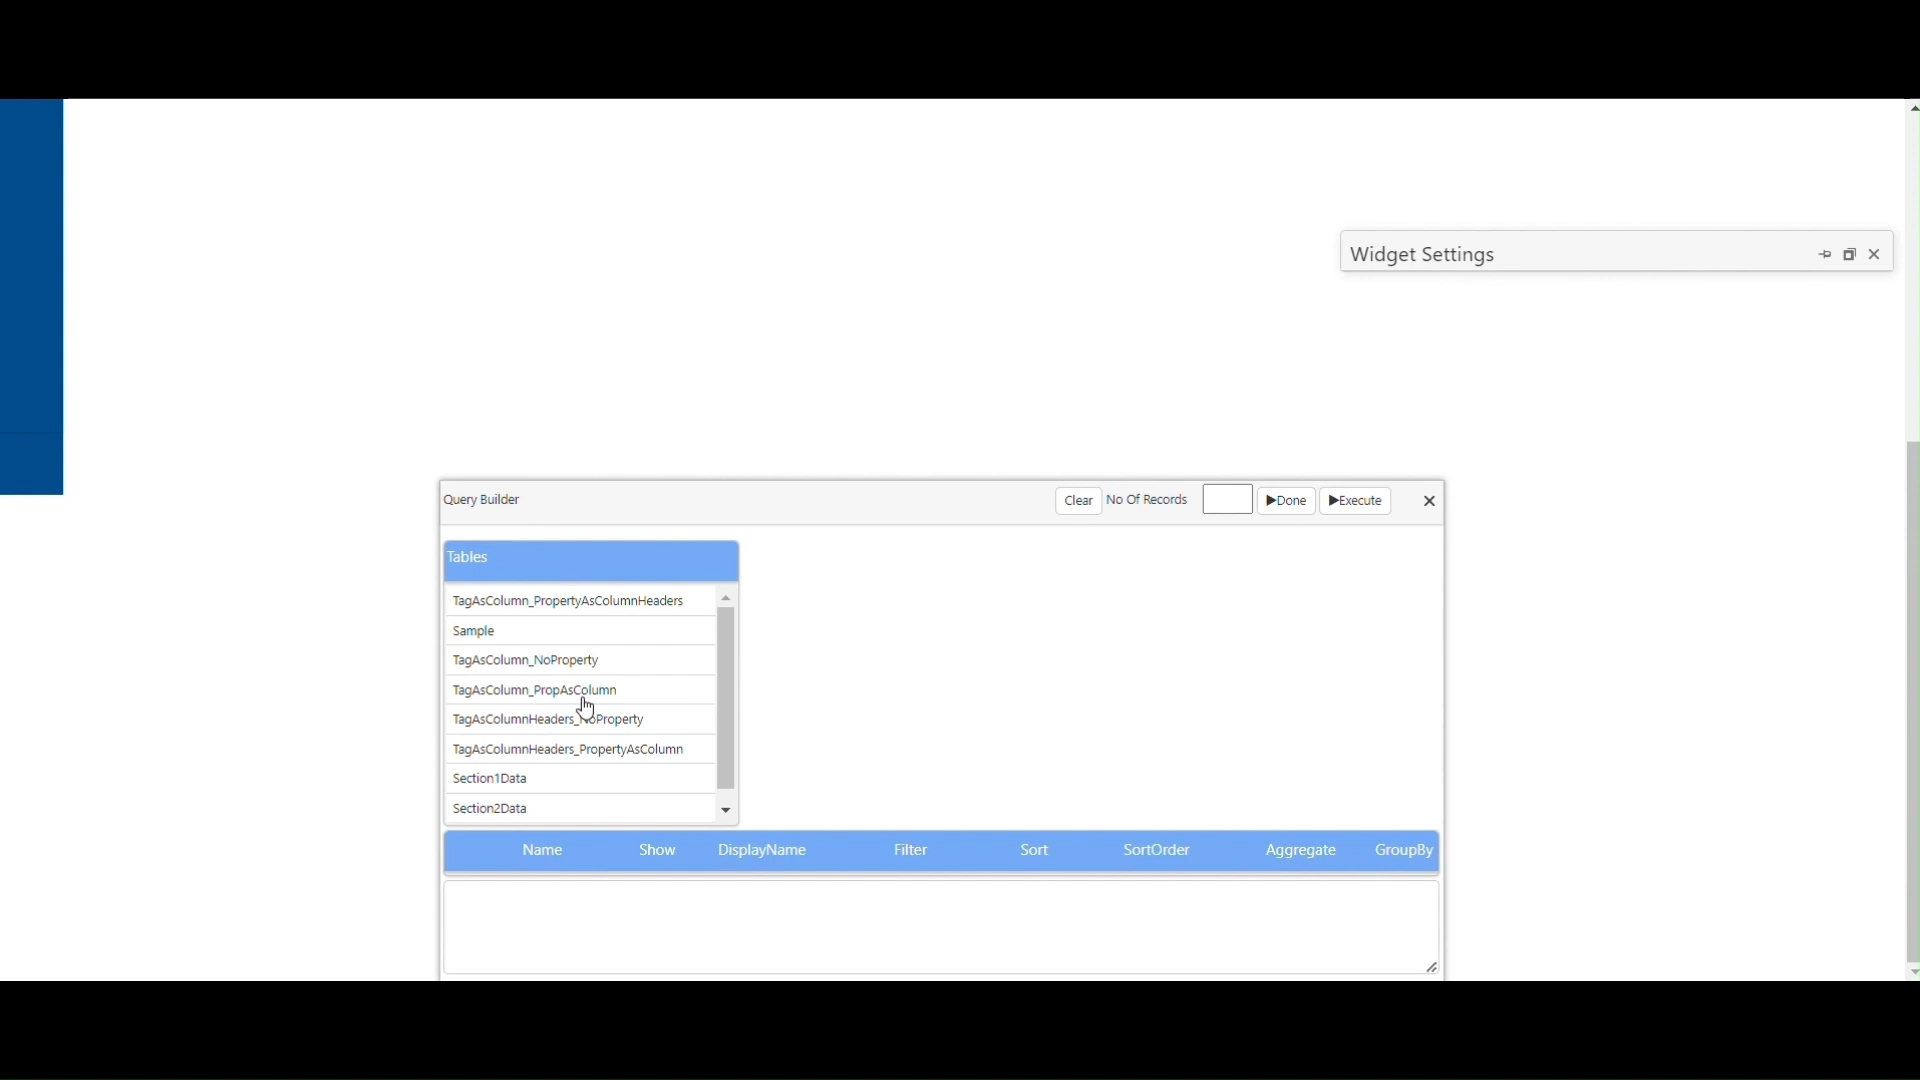 Widget Settings
Query Builder
Clear No Of Records ▶Done ▶Execute
Tables
TagAsColumn_PropertyAsColumnHeaders
Sample
TagAsColumn_NoProperty
TagAsColumn_PropAsColumn
TagAsColumnHeaders_NoProperty
TagAsColumnHeaders_PropertyAsColumn
Section1Data
Section2Data
Name Show DisplayName Filter Sort SortOrder Aggregate GroupBy